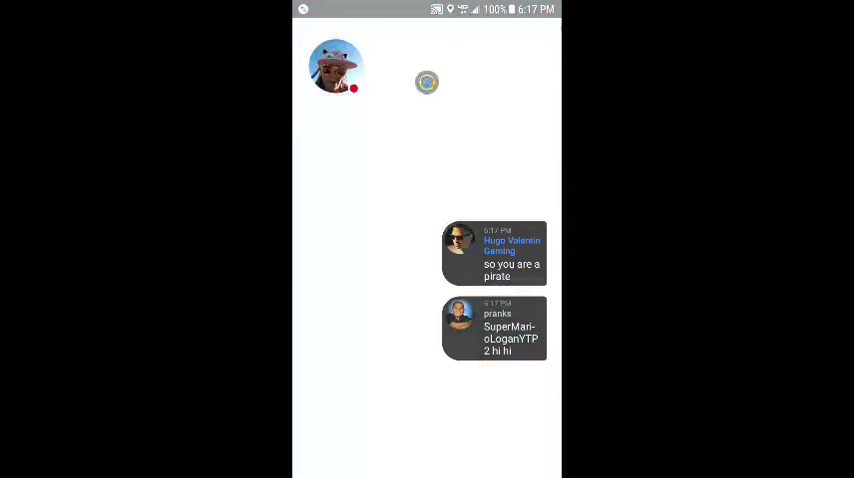 4G 100% 6:17 PM
6:17 PM
Hugo Valentin
Gaming
so you are a
pirate
6:17 PM
pranks
SuperMari-
oLoganYTP
2 hi hi